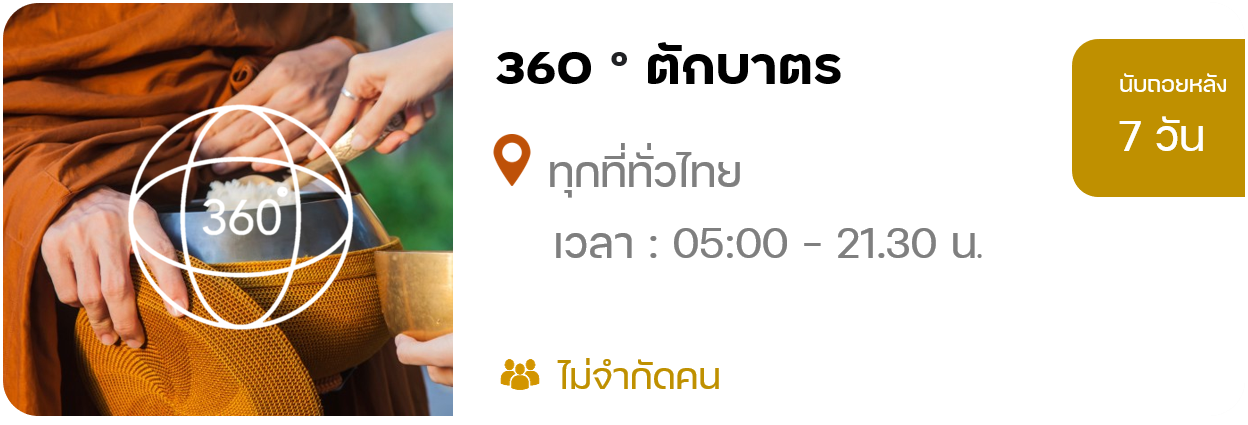 360 ° ตักบาตร
นับถอยหลัง
7 วัน
ทุกที่ทั่วไทย
เวลา : 05:00 - 21.30 น.
360°
ไม่จำกัดคน